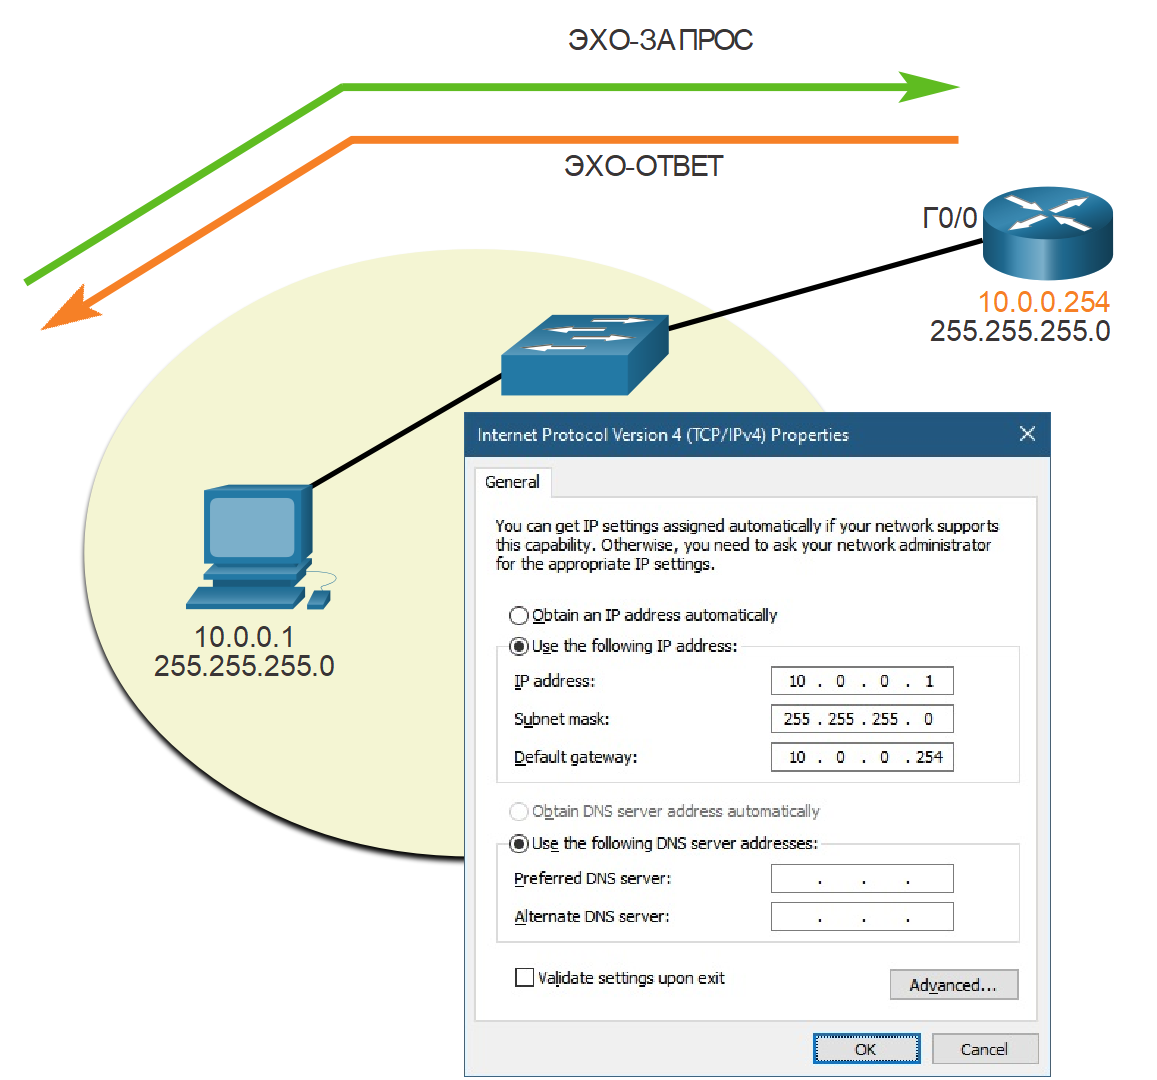 ЭХО-ЗАПРОС
ЭХО-ОТВЕТ
Г0/0
10.0.0.254
255.255.255.0
10.0.0.1
255.255.255.0
Internet Protocol Version 4 (TCP/IPv4) Properties
General
You can get IP settings assigned automatically if your network supports
this capability. Otherwise, you need to ask your network administrator
for the appropriate IP settings.
Obtain an IP address automatically
Use the following IP address:
IP address: 10 . 0 . 0 . 1
Subnet mask: 255 . 255 . 255 . 0
Default gateway: 10 . 0 . 0 . 254
Obtain DNS server address automatically
Use the following DNS server addresses:
Preferred DNS server: . . .
Alternate DNS server: . . .
Validate settings upon exit
Advanced...
OK Cancel